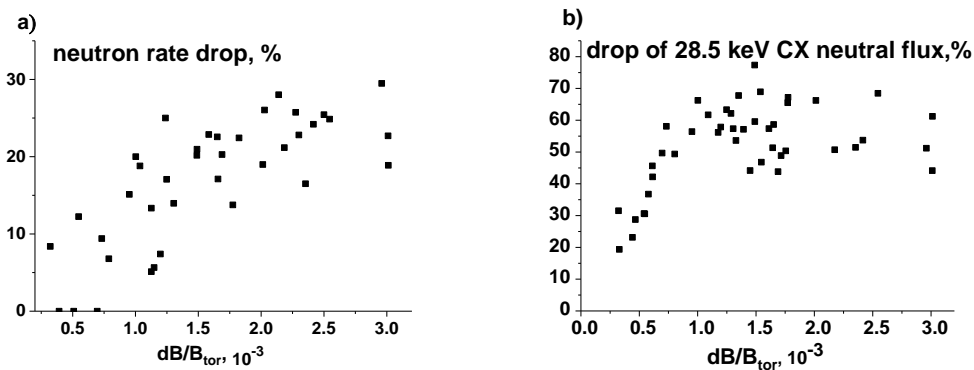 a)
neutron rate drop, %
30
20
10
0
0.5 1.0 1.5 2.0 2.5 3.0
dB/B_tor, 10^-3
b)
drop of 28.5 keV CX neutral flux,%
80
70
60
50
40
30
20
10
0
0.0 0.5 1.0 1.5 2.0 2.5 3.0
dB/B_tor, 10^-3